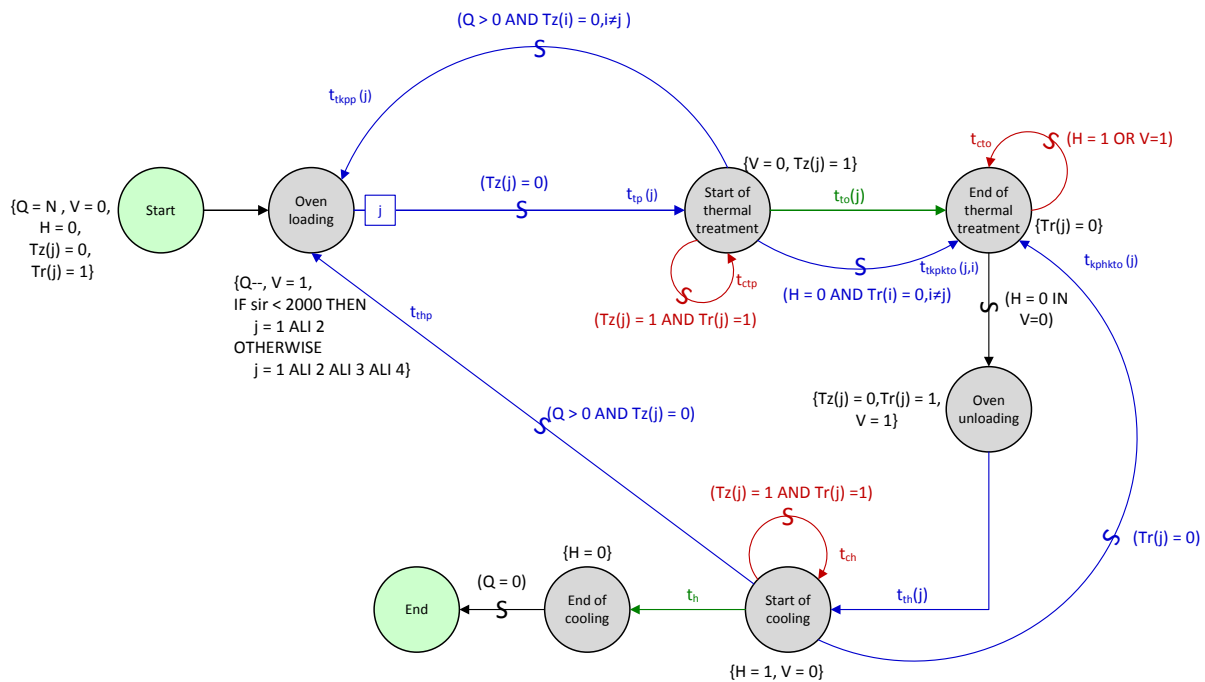 (Q > 0 AND Tz(i) = 0,i≠j )
t_tkpp (j)
t_cto
(H = 1 OR V=1)
{V = 0, Tz(j) = 1}
(Tz(j) = 0)
t_tp (j)
Start
Oven
loading
j
Start of
thermal
treatment
t_to(j)
End of
thermal
treatment
{Q = N , V = 0,
H = 0,
Tz(j) = 0,
Tr(j) = 1}
{Tr(j) = 0}
t_tkpkto (j,i)
t_kphkto (j)
t_ctp
(H = 0 AND Tr(i) = 0,i≠j)
(Tz(j) = 1 AND Tr(j) =1)
{Q--, V = 1,
IF sir < 2000 THEN
j = 1 ALI 2
OTHERWISE
j = 1 ALI 2 ALI 3 ALI 4}
t_thp
(H = 0 IN
V=0)
{Tz(j) = 0,Tr(j) = 1,
V = 1}
Oven
unloading
(Q > 0 AND Tz(j) = 0)
(Tz(j) = 1 AND Tr(j) =1)
(Tr(j) = 0)
t_ch
{H = 0}
(Q = 0)
End
End of
cooling
t_h
Start of
cooling
t_th(j)
{H = 1, V = 0}